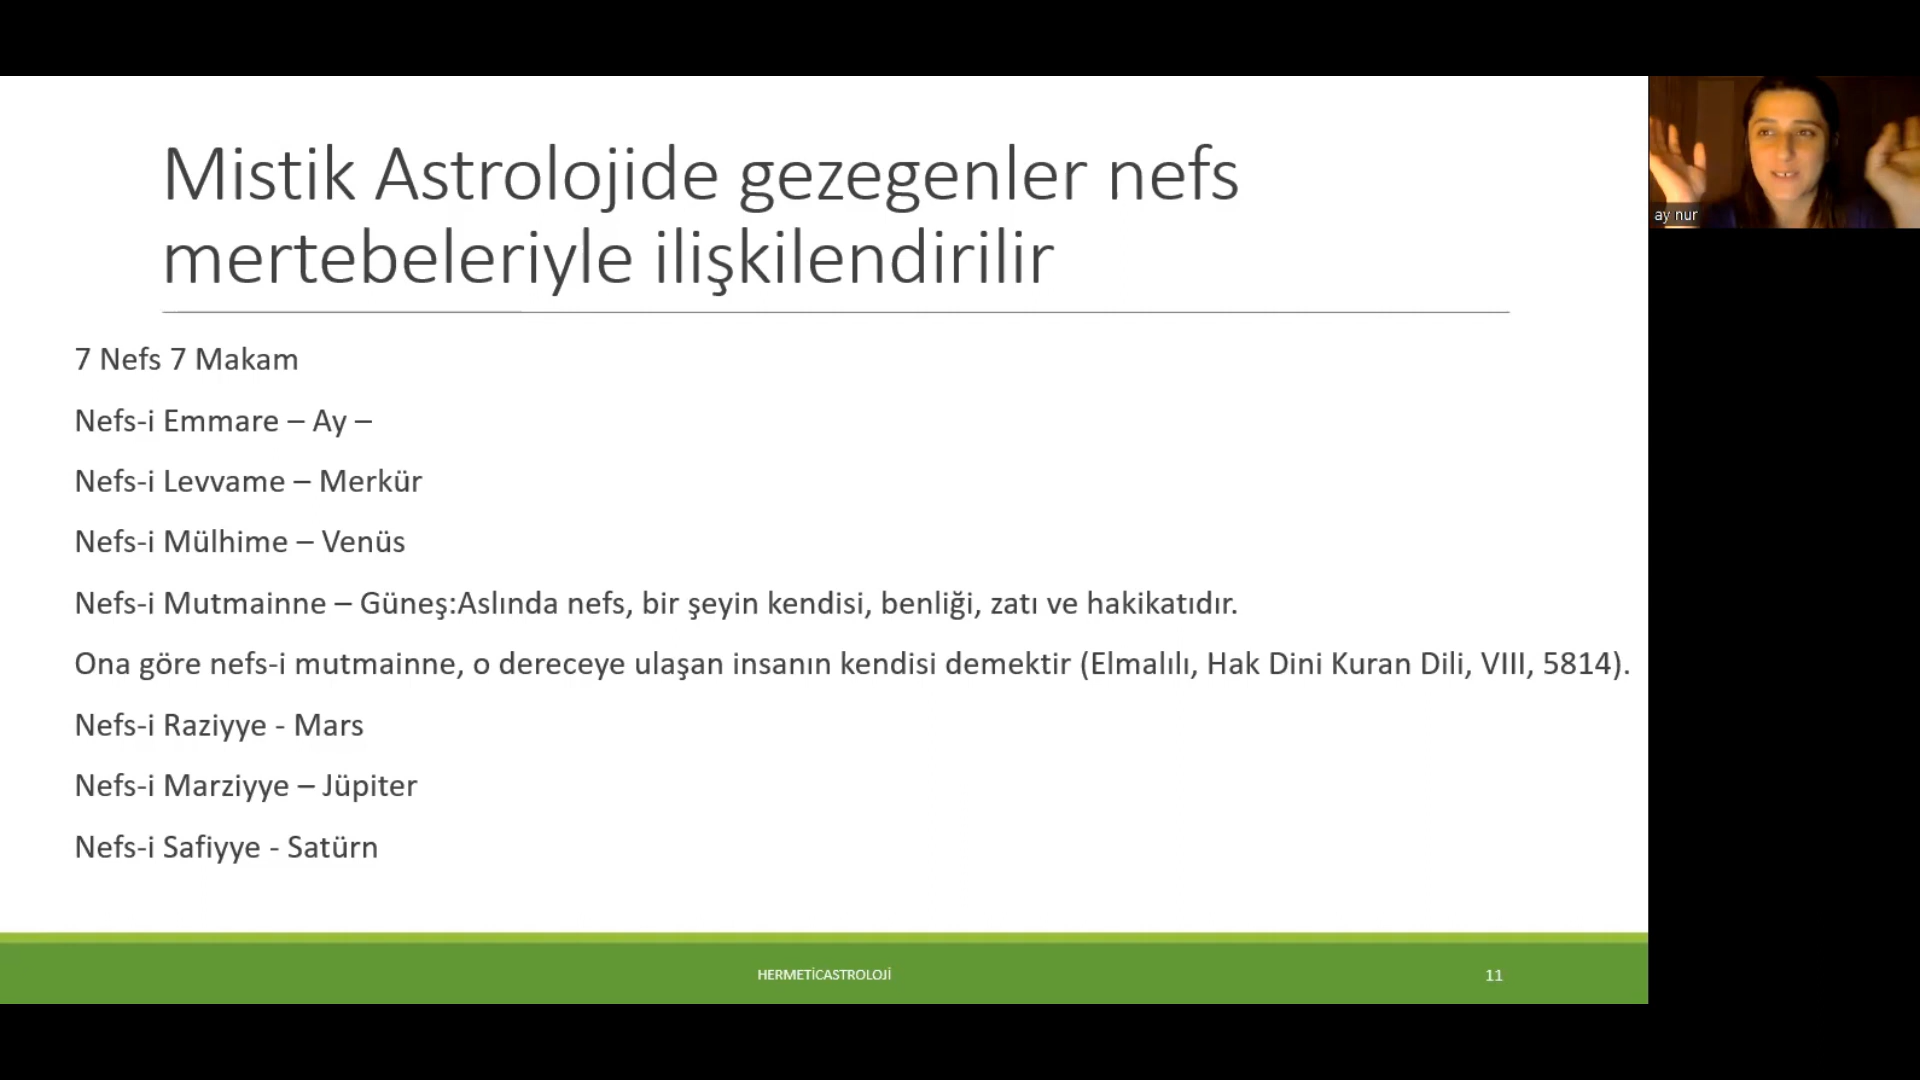 Mistik Astrolojide gezegenler nefs
mertebeleriyle ilişkilendirilir
7 Nefs 7 Makam
Nefs-i Emmare – Ay –
Nefs-i Levvame – Merkür
Nefs-i Mülhime – Venüs
Nefs-i Mutmainne – Güneş:Aslında nefs, bir şeyin kendisi, benliği, zatı ve hakikatıdır.
Ona göre nefs-i mutmainne, o dereceye ulaşan insanın kendisi demektir (Elmalılı, Hak Dini Kuran Dili, VIII, 5814).
Nefs-i Raziyye - Mars
Nefs-i Marziyye – Jüpiter
Nefs-i Safiyye - Satürn
HERMETİCASTROLOJİ
11
ay nur